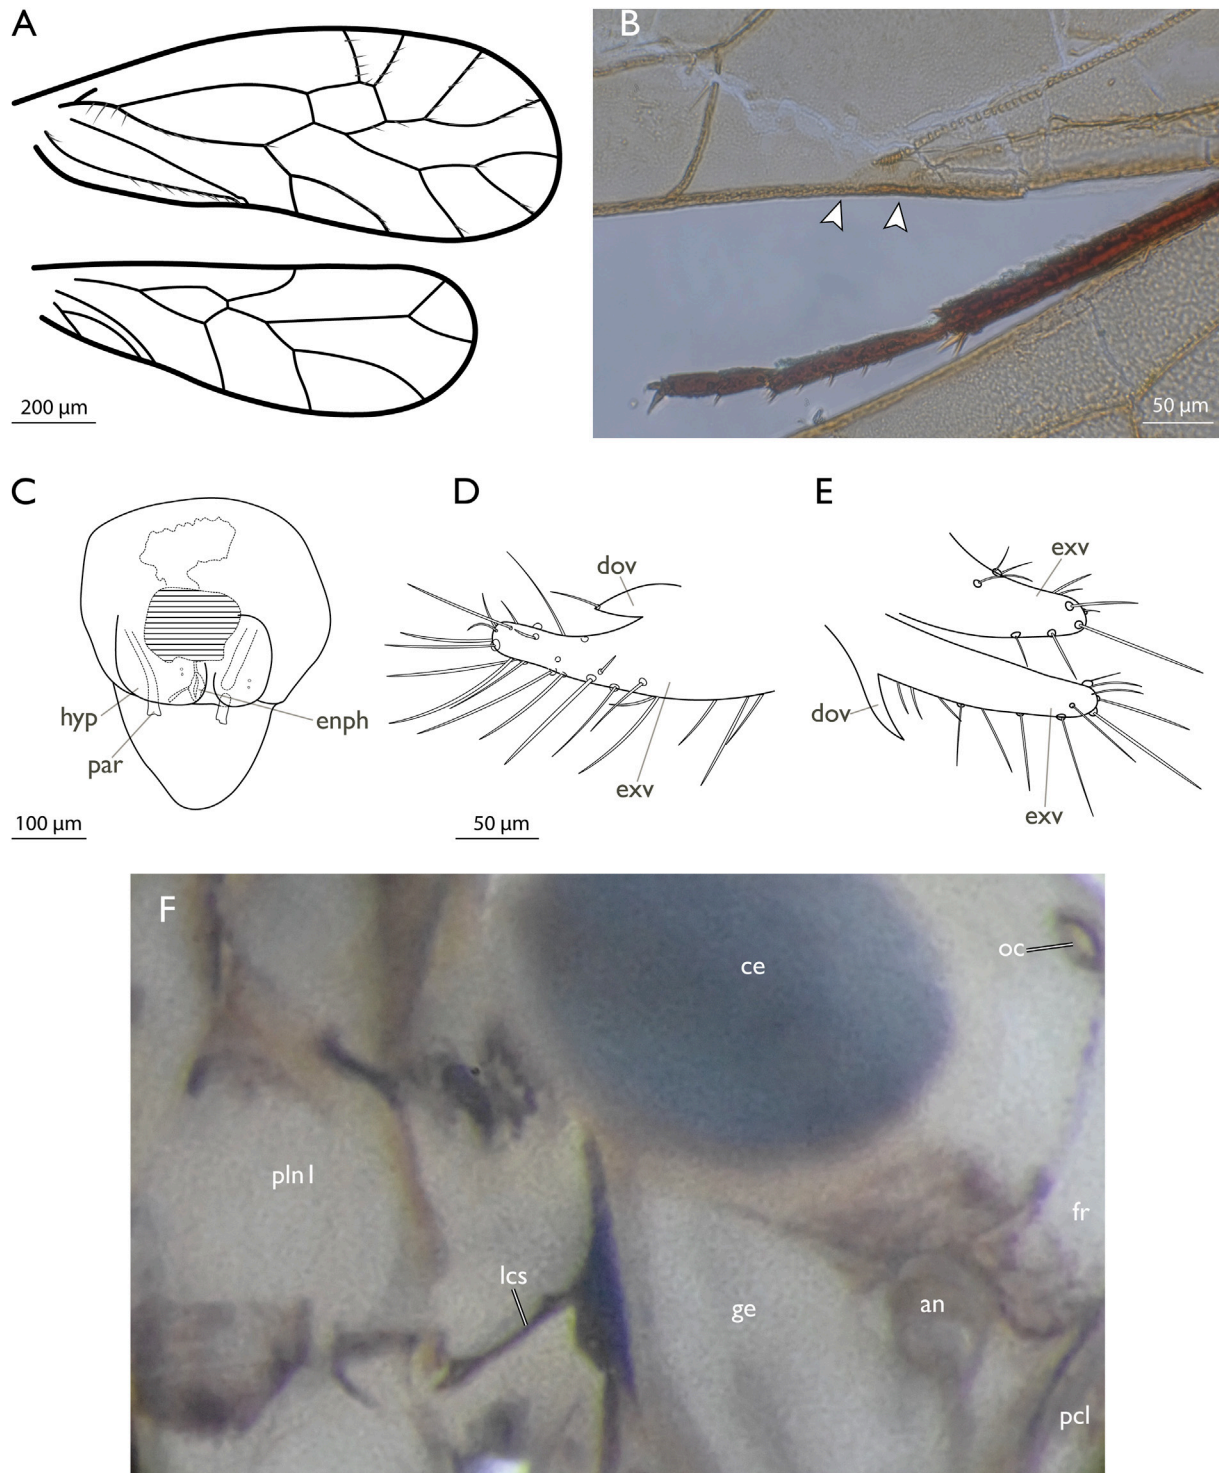 A
B
200 μm
50 μm
C
D
E
dov
exv
hyp
enph
par
dov
exv
exv
100 μm
50 μm
F
oc
ce
pln1
fr
lcs
ge
an
pcl